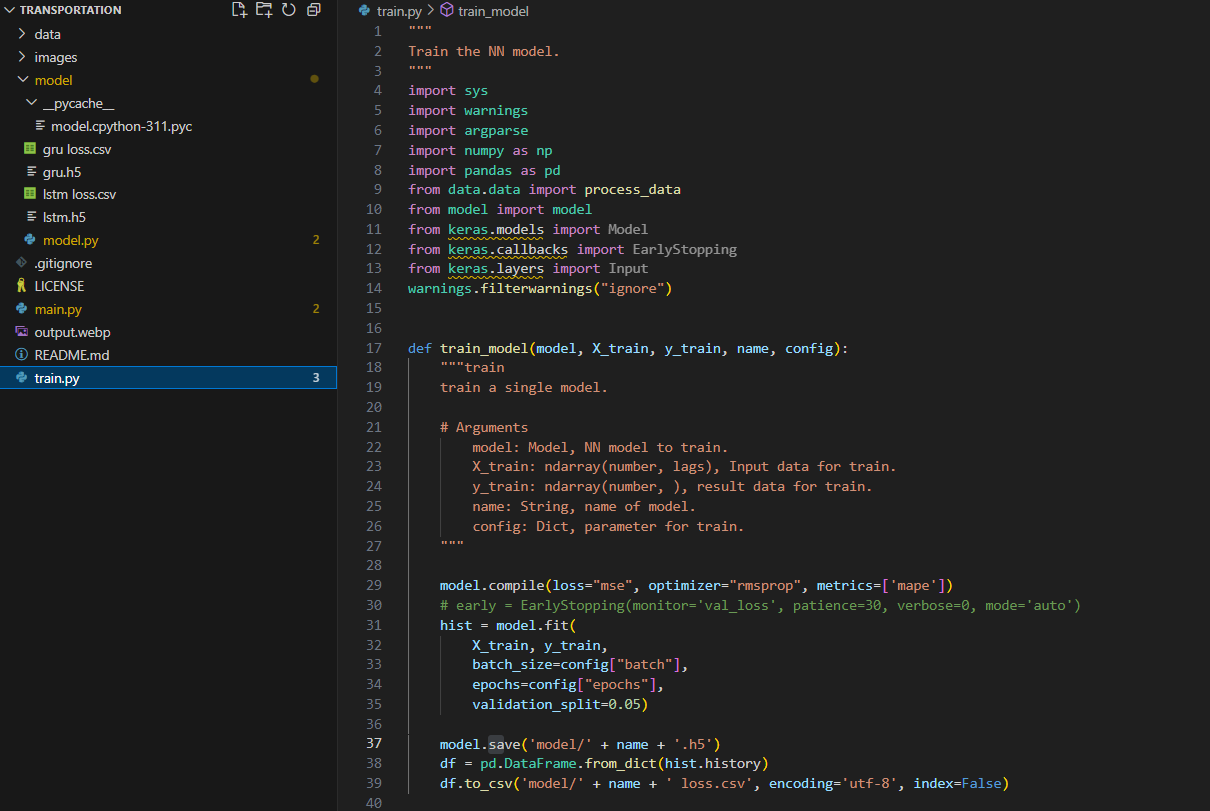 TRANSPORTATION
data
images
model
__pycache__
model.cpython-311.pyc
gru loss.csv
gru.h5
lstm loss.csv
lstm.h5
model.py 2
.gitignore
LICENSE
main.py 2
output.webp
README.md
train.py 3
train.py > train_model
1 """
2 Train the NN model.
3 """
4 import sys
5 import warnings
6 import argparse
7 import numpy as np
8 import pandas as pd
9 from data.data import process_data
10 from model import model
11 from keras.models import Model
12 from keras.callbacks import EarlyStopping
13 from keras.layers import Input
14 warnings.filterwarnings("ignore")
15
16
17 def train_model(model, X_train, y_train, name, config):
18 """train
19 train a single model.
20
21 # Arguments
22 model: Model, NN model to train.
23 X_train: ndarray(number, lags), Input data for train.
24 y_train: ndarray(number, ), result data for train.
25 name: String, name of model.
26 config: Dict, parameter for train.
27 """
28
29 model.compile(loss="mse", optimizer="rmsprop", metrics=['mape'])
30 # early = EarlyStopping(monitor='val_loss', patience=30, verbose=0, mode='auto')
31 hist = model.fit(
32 X_train, y_train,
33 batch_size=config["batch"],
34 epochs=config["epochs"],
35 validation_split=0.05)
36
37 model.save('model/' + name + '.h5')
38 df = pd.DataFrame.from_dict(hist.history)
39 df.to_csv('model/' + name + ' loss.csv', encoding='utf-8', index=False)
40